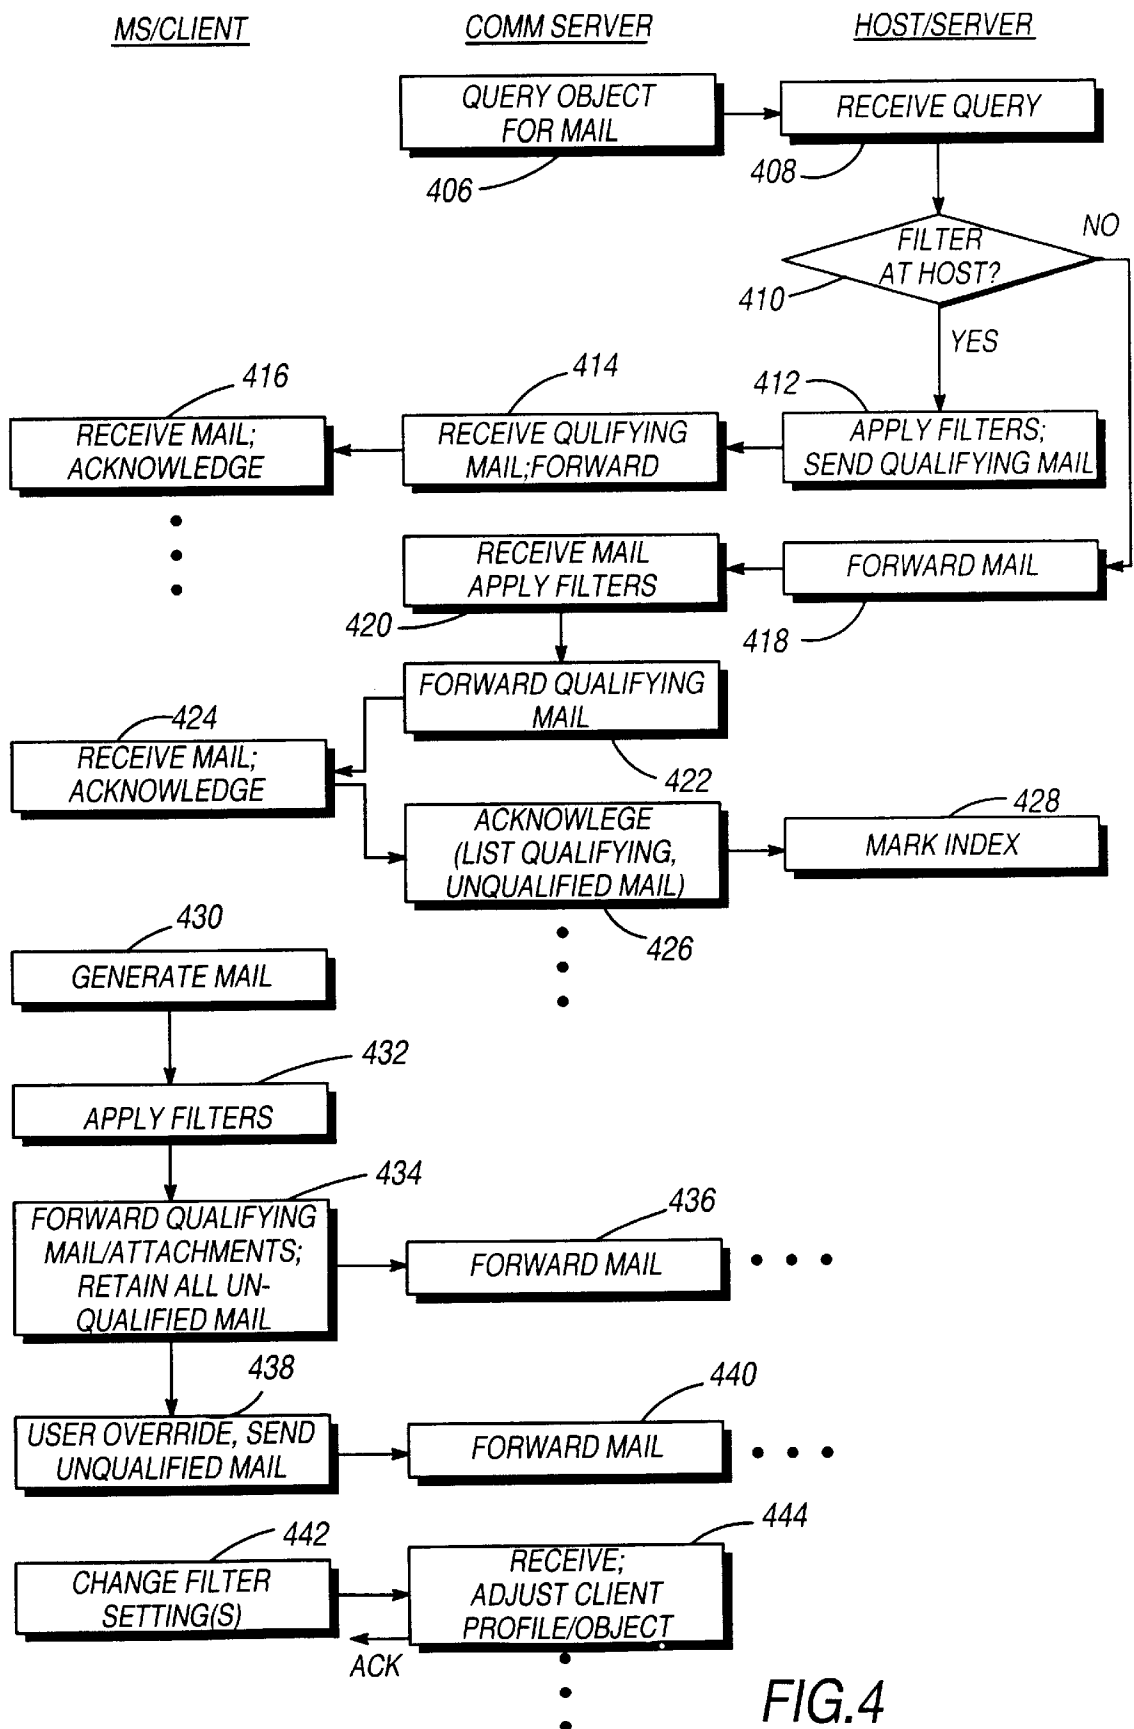 MS/CLIENT
COMM SERVER
HOST/SERVER
QUERY OBJECT
FOR MAIL
406
RECEIVE QUERY
408
FILTER
AT HOST?
410
NO
YES
416
RECEIVE MAIL;
ACKNOWLEDGE
414
RECEIVE QULIFYING
MAIL;FORWARD
412
APPLY FILTERS;
SEND QUALIFYING MAIL
RECEIVE MAIL
APPLY FILTERS
420
FORWARD MAIL
418
FORWARD QUALIFYING
MAIL
422
424
RECEIVE MAIL;
ACKNOWLEDGE
ACKNOWLEGE
(LIST QUALIFYING,
UNQUALIFIED MAIL)
426
428
MARK INDEX
430
GENERATE MAIL
432
APPLY FILTERS
434
FORWARD QUALIFYING
MAIL/ATTACHMENTS;
RETAIN ALL UN-
QUALIFIED MAIL
436
FORWARD MAIL
438
USER OVERRIDE, SEND
UNQUALIFIED MAIL
440
FORWARD MAIL
442
CHANGE FILTER
SETTING(S)
444
RECEIVE;
ADJUST CLIENT
PROFILE/OBJECT
ACK
FIG.4